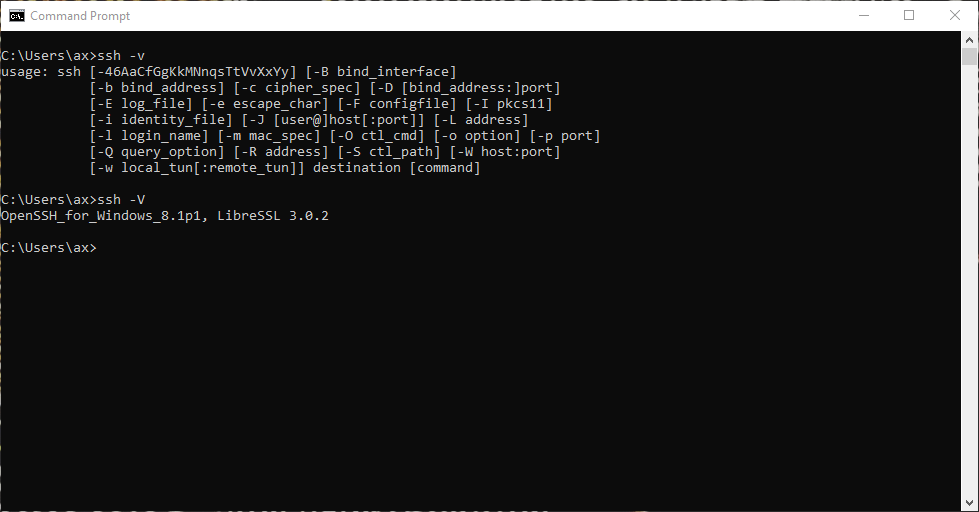 Command Prompt
C:\Users\ax>ssh -v
usage: ssh [-46AaCfGgKkMNnqsTtVvXxYy] [-B bind_interface]
           [-b bind_address] [-c cipher_spec] [-D [bind_address:]port]
           [-E log_file] [-e escape_char] [-F configfile] [-I pkcs11]
           [-i identity_file] [-J [user@]host[:port]] [-L address]
           [-l login_name] [-m mac_spec] [-O ctl_cmd] [-o option] [-p port]
           [-Q query_option] [-R address] [-S ctl_path] [-W host:port]
           [-w local_tun[:remote_tun]] destination [command]
C:\Users\ax>ssh -V
OpenSSH_for_Windows_8.1p1, LibreSSL 3.0.2
C:\Users\ax>